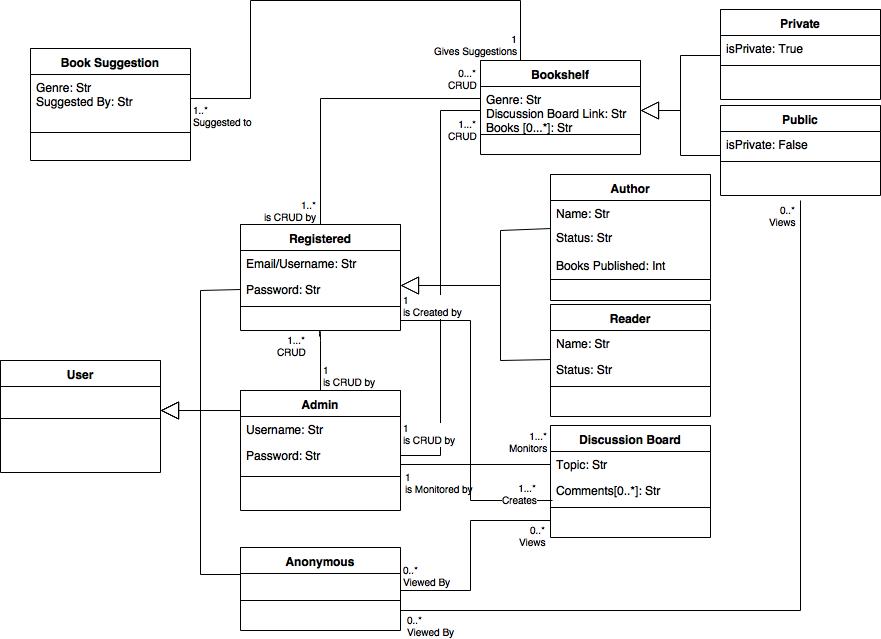 Private
isPrivate: True
1
Gives Suggestions
Book Suggestion
Genre: Str
Suggested By: Str
1..*
Suggested to
0...*
CRUD
Bookshelf
Genre: Str
Discussion Board Link: Str
Books [0...*]: Str
1...*
CRUD
Public
isPrivate: False
0..*
Views
Author
Name: Str
Status: Str
Books Published: Int
1..*
is CRUD by
Registered
Email/Username: Str
Password: Str
1
is Created by
Reader
Name: Str
Status: Str
1...*
CRUD
1
is CRUD by
User
Admin
Username: Str
Password: Str
1
is CRUD by
1
is Monitored by
1...*
Monitors
Discussion Board
Topic: Str
Comments[0..*]: Str
1...*
Creates
0..*
Views
Anonymous
0..*
Viewed By
0..*
Viewed By